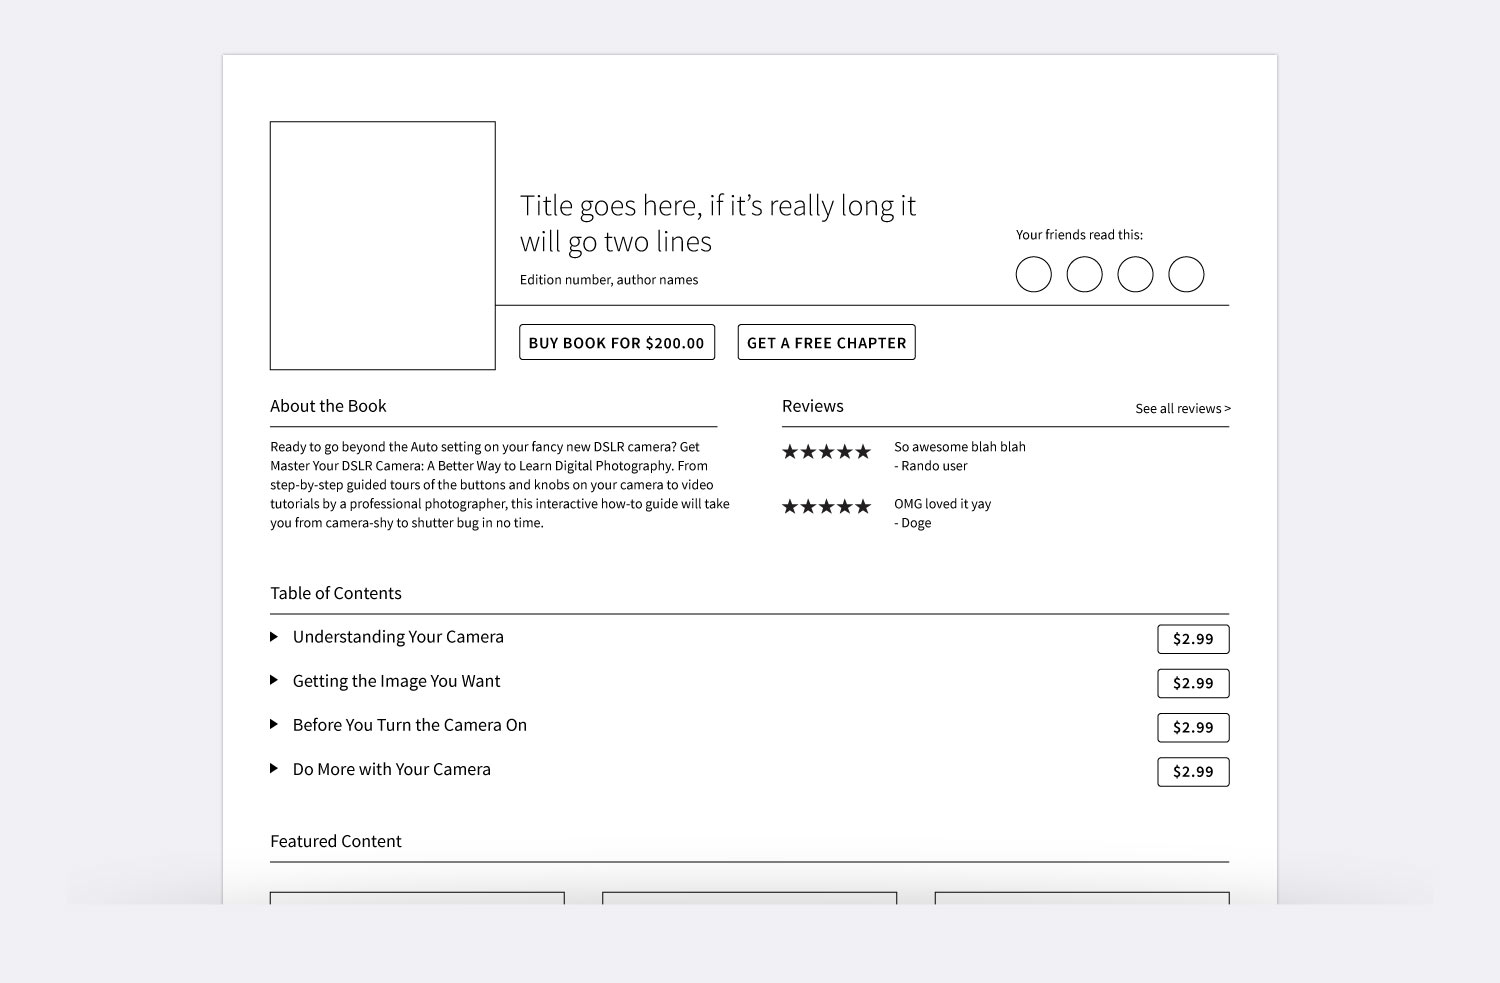 Title goes here, if it’s really long it
will go two lines
Edition number, author names
Your friends read this:
BUY BOOK FOR $200.00
GET A FREE CHAPTER
About the Book
Ready to go beyond the Auto setting on your fancy new DSLR camera? Get
Master Your DSLR Camera: A Better Way to Learn Digital Photography. From
step-by-step guided tours of the buttons and knobs on your camera to video
tutorials by a professional photographer, this interactive how-to guide will take
you from camera-shy to shutter bug in no time.
Reviews
See all reviews >
★★★★★
So awesome blah blah
- Rando user
★★★★★
OMG loved it yay
- Doge
Table of Contents
Understanding Your Camera
$2.99
Getting the Image You Want
$2.99
Before You Turn the Camera On
$2.99
Do More with Your Camera
$2.99
Featured Content